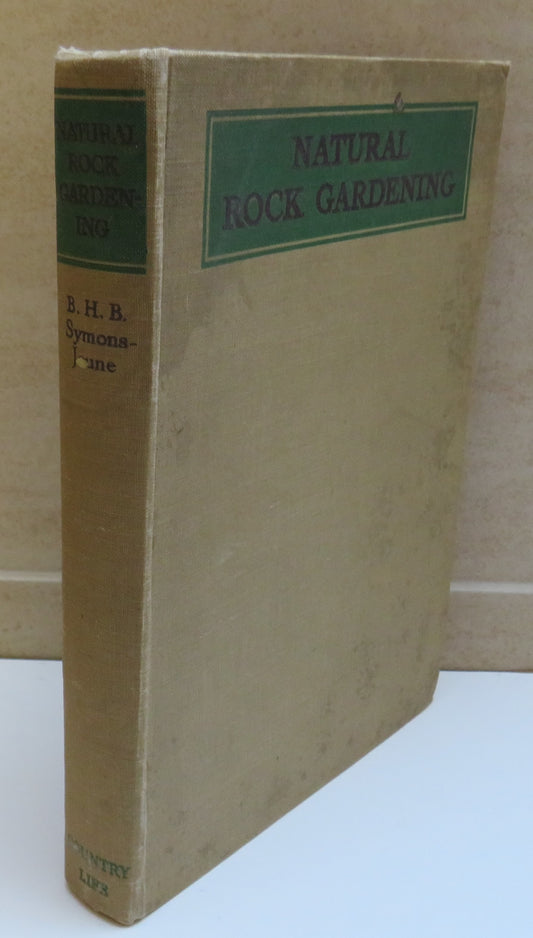 NATURAL
ROCK
GARDEN-
ING
B. H. B.
Symons-
Jeune
COUNTRY
LIFE
NATURAL
ROCK GARDENING